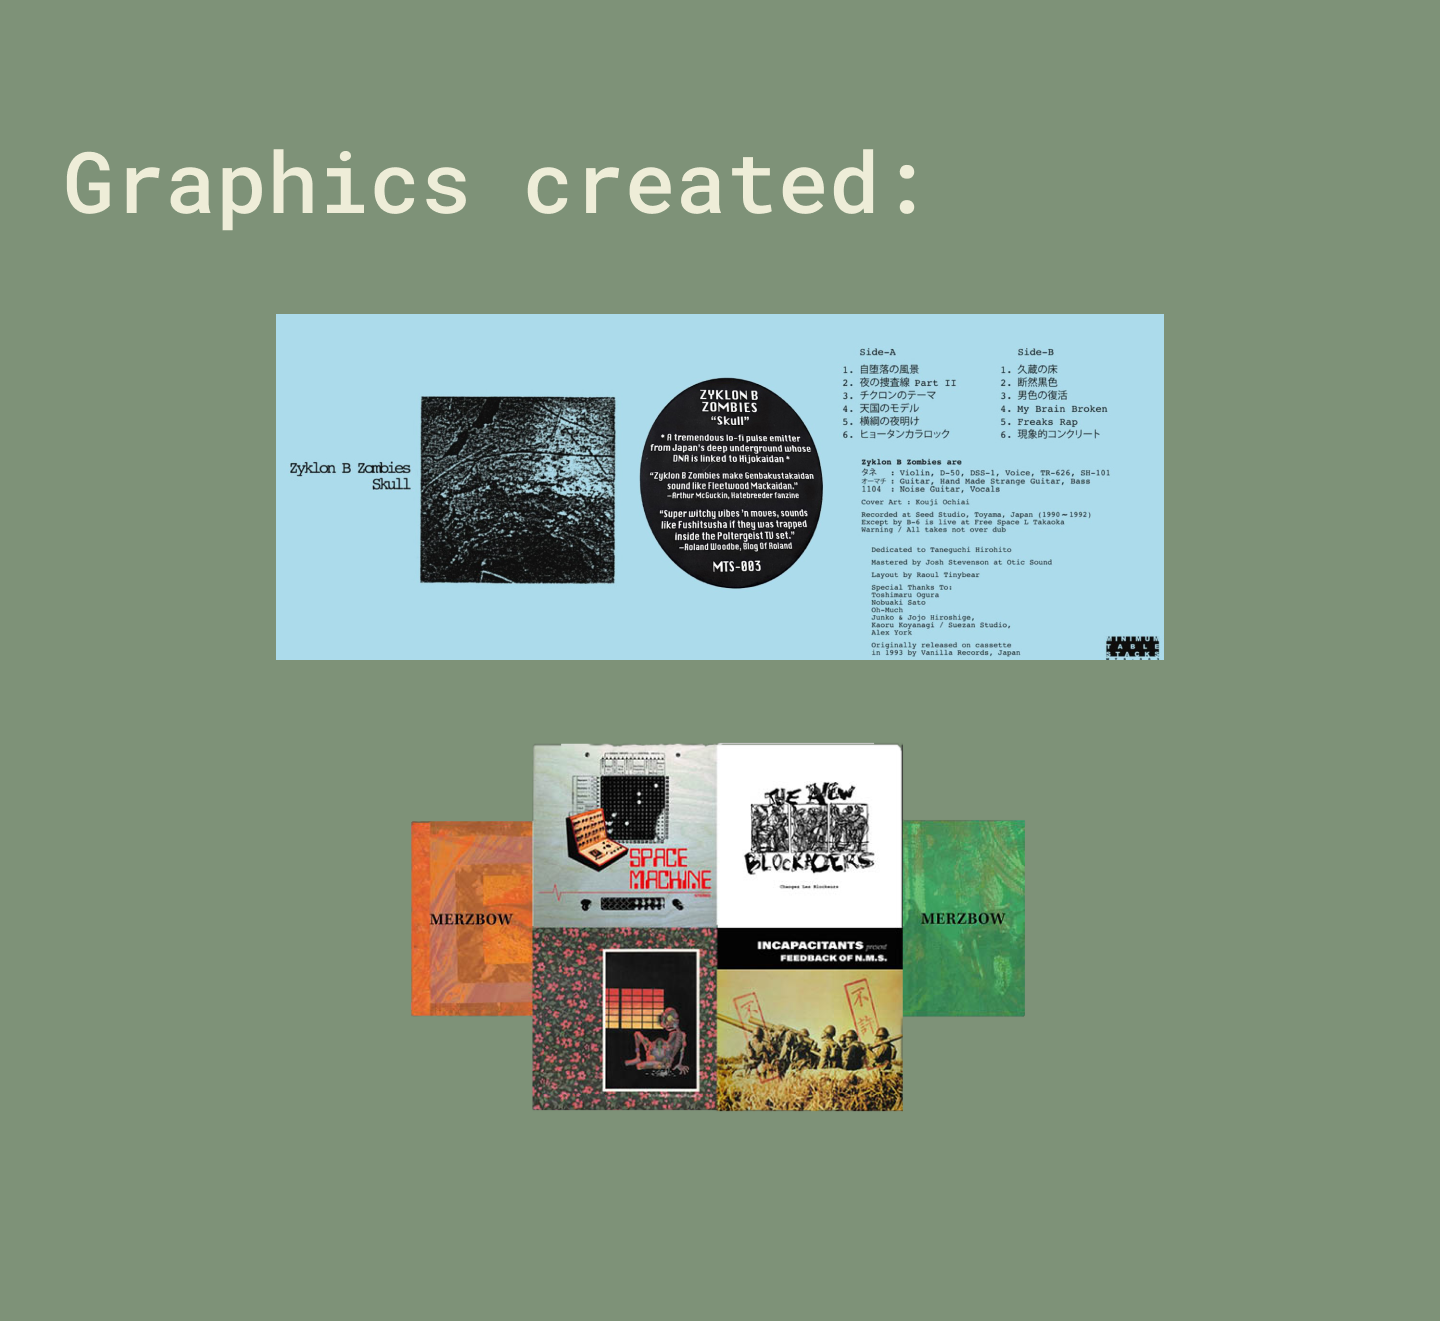 Graphics created:
Zyklon B Zombies
Skull
ZYKLON B
ZOMBIES
“Skull”
* A tremendous lo-fi pulse emitter
from Japan's deep underground whose
DNA is linked to Hijokaidan *
“Zyklon B Zombies make Genbakustakaidan
sound like Fleetwood Mackaidan.”
—Arthur McGuckin, Hatebreeder fanzine
“Super witchy vibes 'n moves, sounds
like Fushitsusha if they was trapped
inside the Poltergeist TV set.”
—Roland Woodbe, Blog Of Roland
MTS-003
Side-A
1. 自堕落の風景
2. 夜の捜査線 Part II
3. チクロンのテーマ
4. 天国のモデル
5. 横綱の夜明け
6. ヒョータンカラロック
Side-B
1. 久蔵の床
2. 断然黒色
3. 男色の復活
4. My Brain Broken
5. Freaks Rap
6. 現象的コンクリート
Zyklon B Zombies are
タネ : Violin, D-50, DSS-1, Voice, TR-626, SH-101
オーマチ : Guitar, Hand Made Strange Guitar, Bass
1104 : Noise Guitar, Vocals
Cover Art : Kouji Ochiai
Recorded at Seed Studio, Toyama, Japan (1990~1992)
Except by B-6 is live at Free Space L Takaoka
Warning / All takes not over dub
Dedicated to Taneguchi Hirohito
Mastered by Josh Stevenson at Otic Sound
Layout by Raoul Tinybear
Special Thanks To:
Toshimaru Ogura
Nobuaki Sato
Oh-Much
Junko & Jojo Hiroshige,
Kaoru Koyanagi / Suezan Studio,
Alex York
Originally released on cassette
in 1993 by Vanilla Records, Japan
MINIMUM
TABLE
STACKS
SPACE
MACHINE
THE NEW
BLOCKADERS
Changez Les Blockeurs
MERZBOW
MERZBOW
INCAPACITANTS present
FEEDBACK OF N.M.S.
不
不許